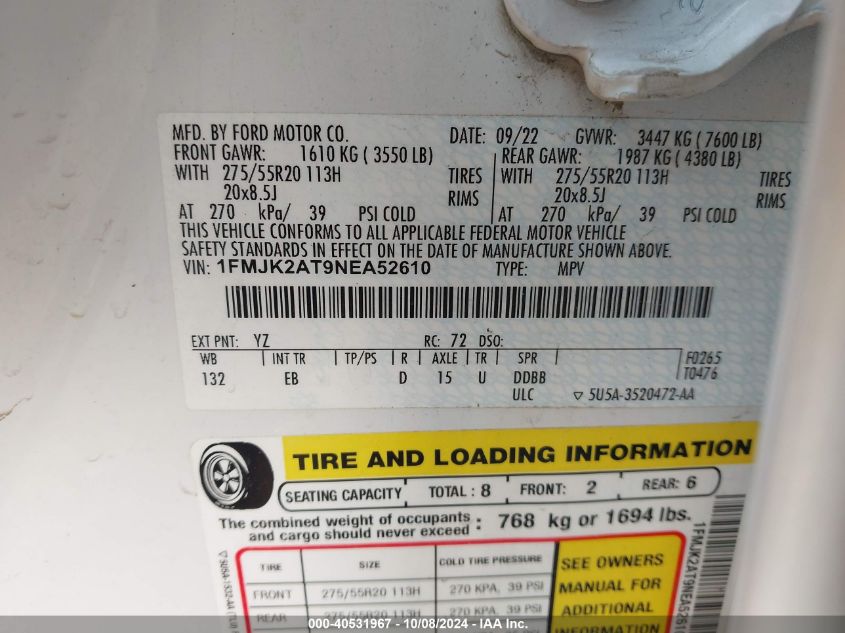 MFD. BY FORD MOTOR CO. DATE: 09/22 GVWR: 3447 KG ( 7600 LB)
FRONT GAWR: 1610 KG ( 3550 LB) REAR GAWR: 1987 KG ( 4380 LB)
WITH 275/55R20 113H TIRES WITH 275/55R20 113H TIRES
20x8.5J RIMS 20x8.5J RIMS
AT 270 kPa/ 39 PSI COLD AT 270 kPa/ 39 PSI COLD
THIS VEHICLE CONFORMS TO ALL APPLICABLE FEDERAL MOTOR VEHICLE
SAFETY STANDARDS IN EFFECT ON THE DATE OF MANUFACTURE SHOWN ABOVE.
VIN: 1FMJK2AT9NEA52610 TYPE: MPV
EXT PNT: YZ RC: 72 DSO:
WB INT TR TP/PS R AXLE TR SPR F0265
132 EB D 15 U DDBB T0476
ULC ▽ 5U5A-3520472-AA
TIRE AND LOADING INFORMATION
SEATING CAPACITY TOTAL : 8 FRONT: 2 REAR: 6
The combined weight of occupants and cargo should never exceed : 768 kg or 1694 lbs.
TIRE SIZE COLD TIRE PRESSURE SEE OWNERS
FRONT 275/55R20 113H 270 KPA, 39 PSI MANUAL FOR
REAR 275/55R20 113H 270 KPA, 39 PSI ADDITIONAL
INFORMATION
1FMJK2AT9NEA5261
000-40531967 - 10/08/2024 - IAA Inc.